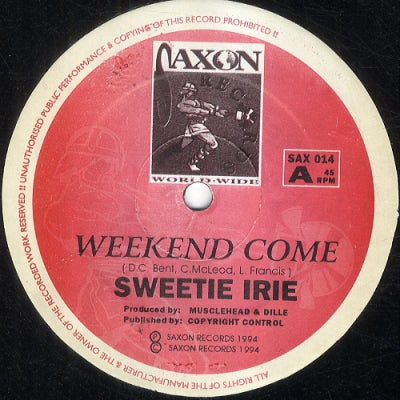 SAXON
RECORDS
WORLD-WIDE
SAX 014
A 45
RPM
WEEKEND COME
( D.C. Bent, C.McLeod, L. Francis )
SWEETIE IRIE
Produced by: MUSCLEHEAD & DILLE
Published by: COPYRIGHT CONTROL
Ⓟ SAXON RECORDS 1994
© SAXON RECORDS 1994
ALL RIGHTS OF THE MANUFACTURER & THE OWNER OF THE RECORDED WORK RESERVED !! UNAUTHORISED PUBLIC PERFORMANCE & COPYING OF THIS RECORD PROHIBITED !!